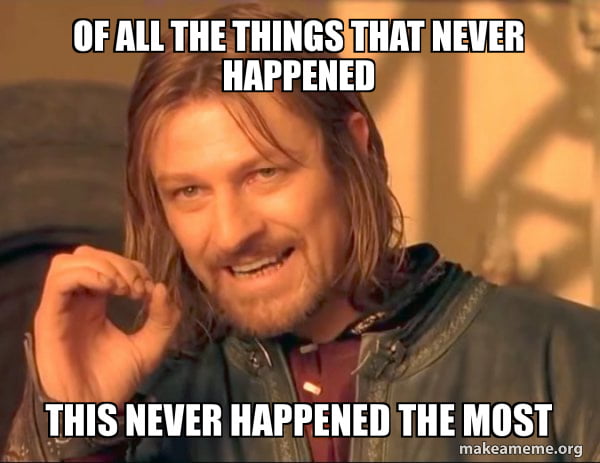 OF ALL THE THINGS THAT NEVER
HAPPENED
THIS NEVER HAPPENED THE MOST
makeameme.org